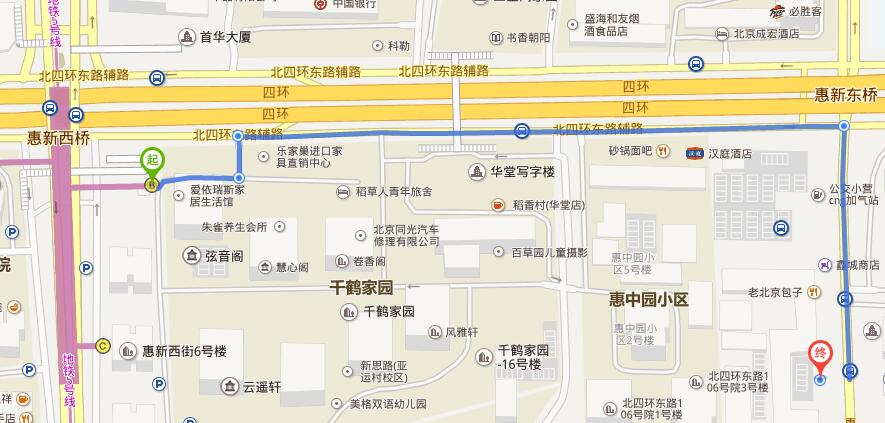 中国银行
盛海和友烟
酒食品店
必胜客
首华大厦
科勒
书香朝阳
北京成宏酒店
地铁5号线
北四环东路辅路
北四环东路辅路
北四环东路辅路
四环
四环
惠新东桥
四环
四环
惠新西桥
北四环东路辅路
北四环东路辅路
起
B
乐家巢进口家
具直销中心
华堂写字楼
砂锅面吧
汉庭酒店
爱依瑞斯家
居生活馆
稻草人青年旅舍
稻香村(华堂店)
公交小营
cng加气站
朱雀养生会所
北京同光汽车
修理有限公司
弦音阁
慧心阁
卷香阁
百草园儿童摄影
惠中园小
区5号楼
鑫城商店
院
千鹤家园
惠中园小区
老北京包子
千鹤家园
风雅轩
惠中园小
区2号楼
C
惠新西街6号楼
千鹤家园
-16号楼
终
地铁5号线
新思路(亚
运村校区)
云遥轩
北四环东路1
06号院3号楼
美格双语幼儿园
北四环东路1
06号院1号楼
祥
手店
惠